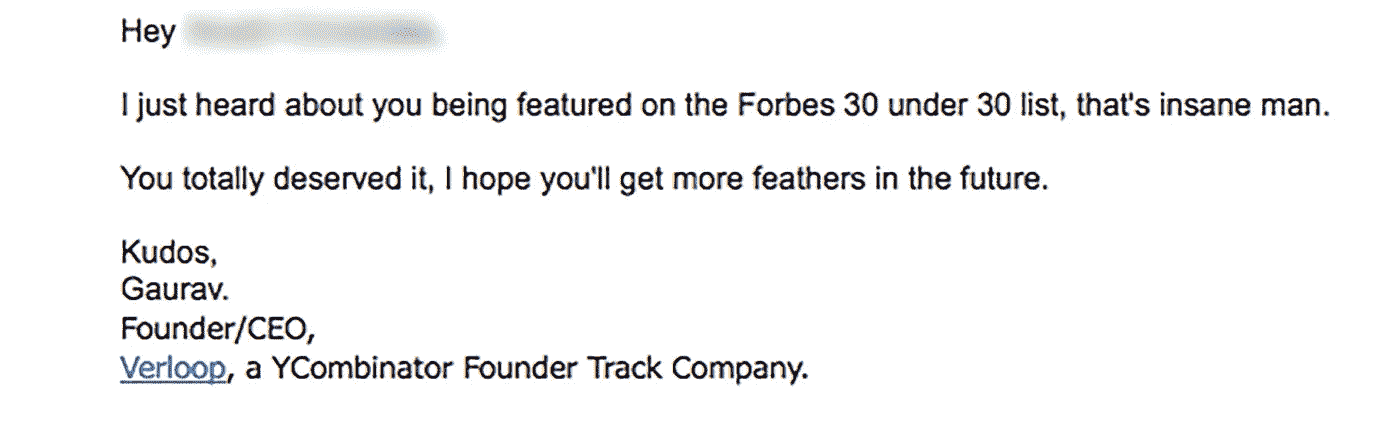 Hey
I just heard about you being featured on the Forbes 30 under 30 list, that's insane man.
You totally deserved it, I hope you'll get more feathers in the future.
Kudos,
Gaurav.
Founder/CEO,
Verloop, a YCombinator Founder Track Company.